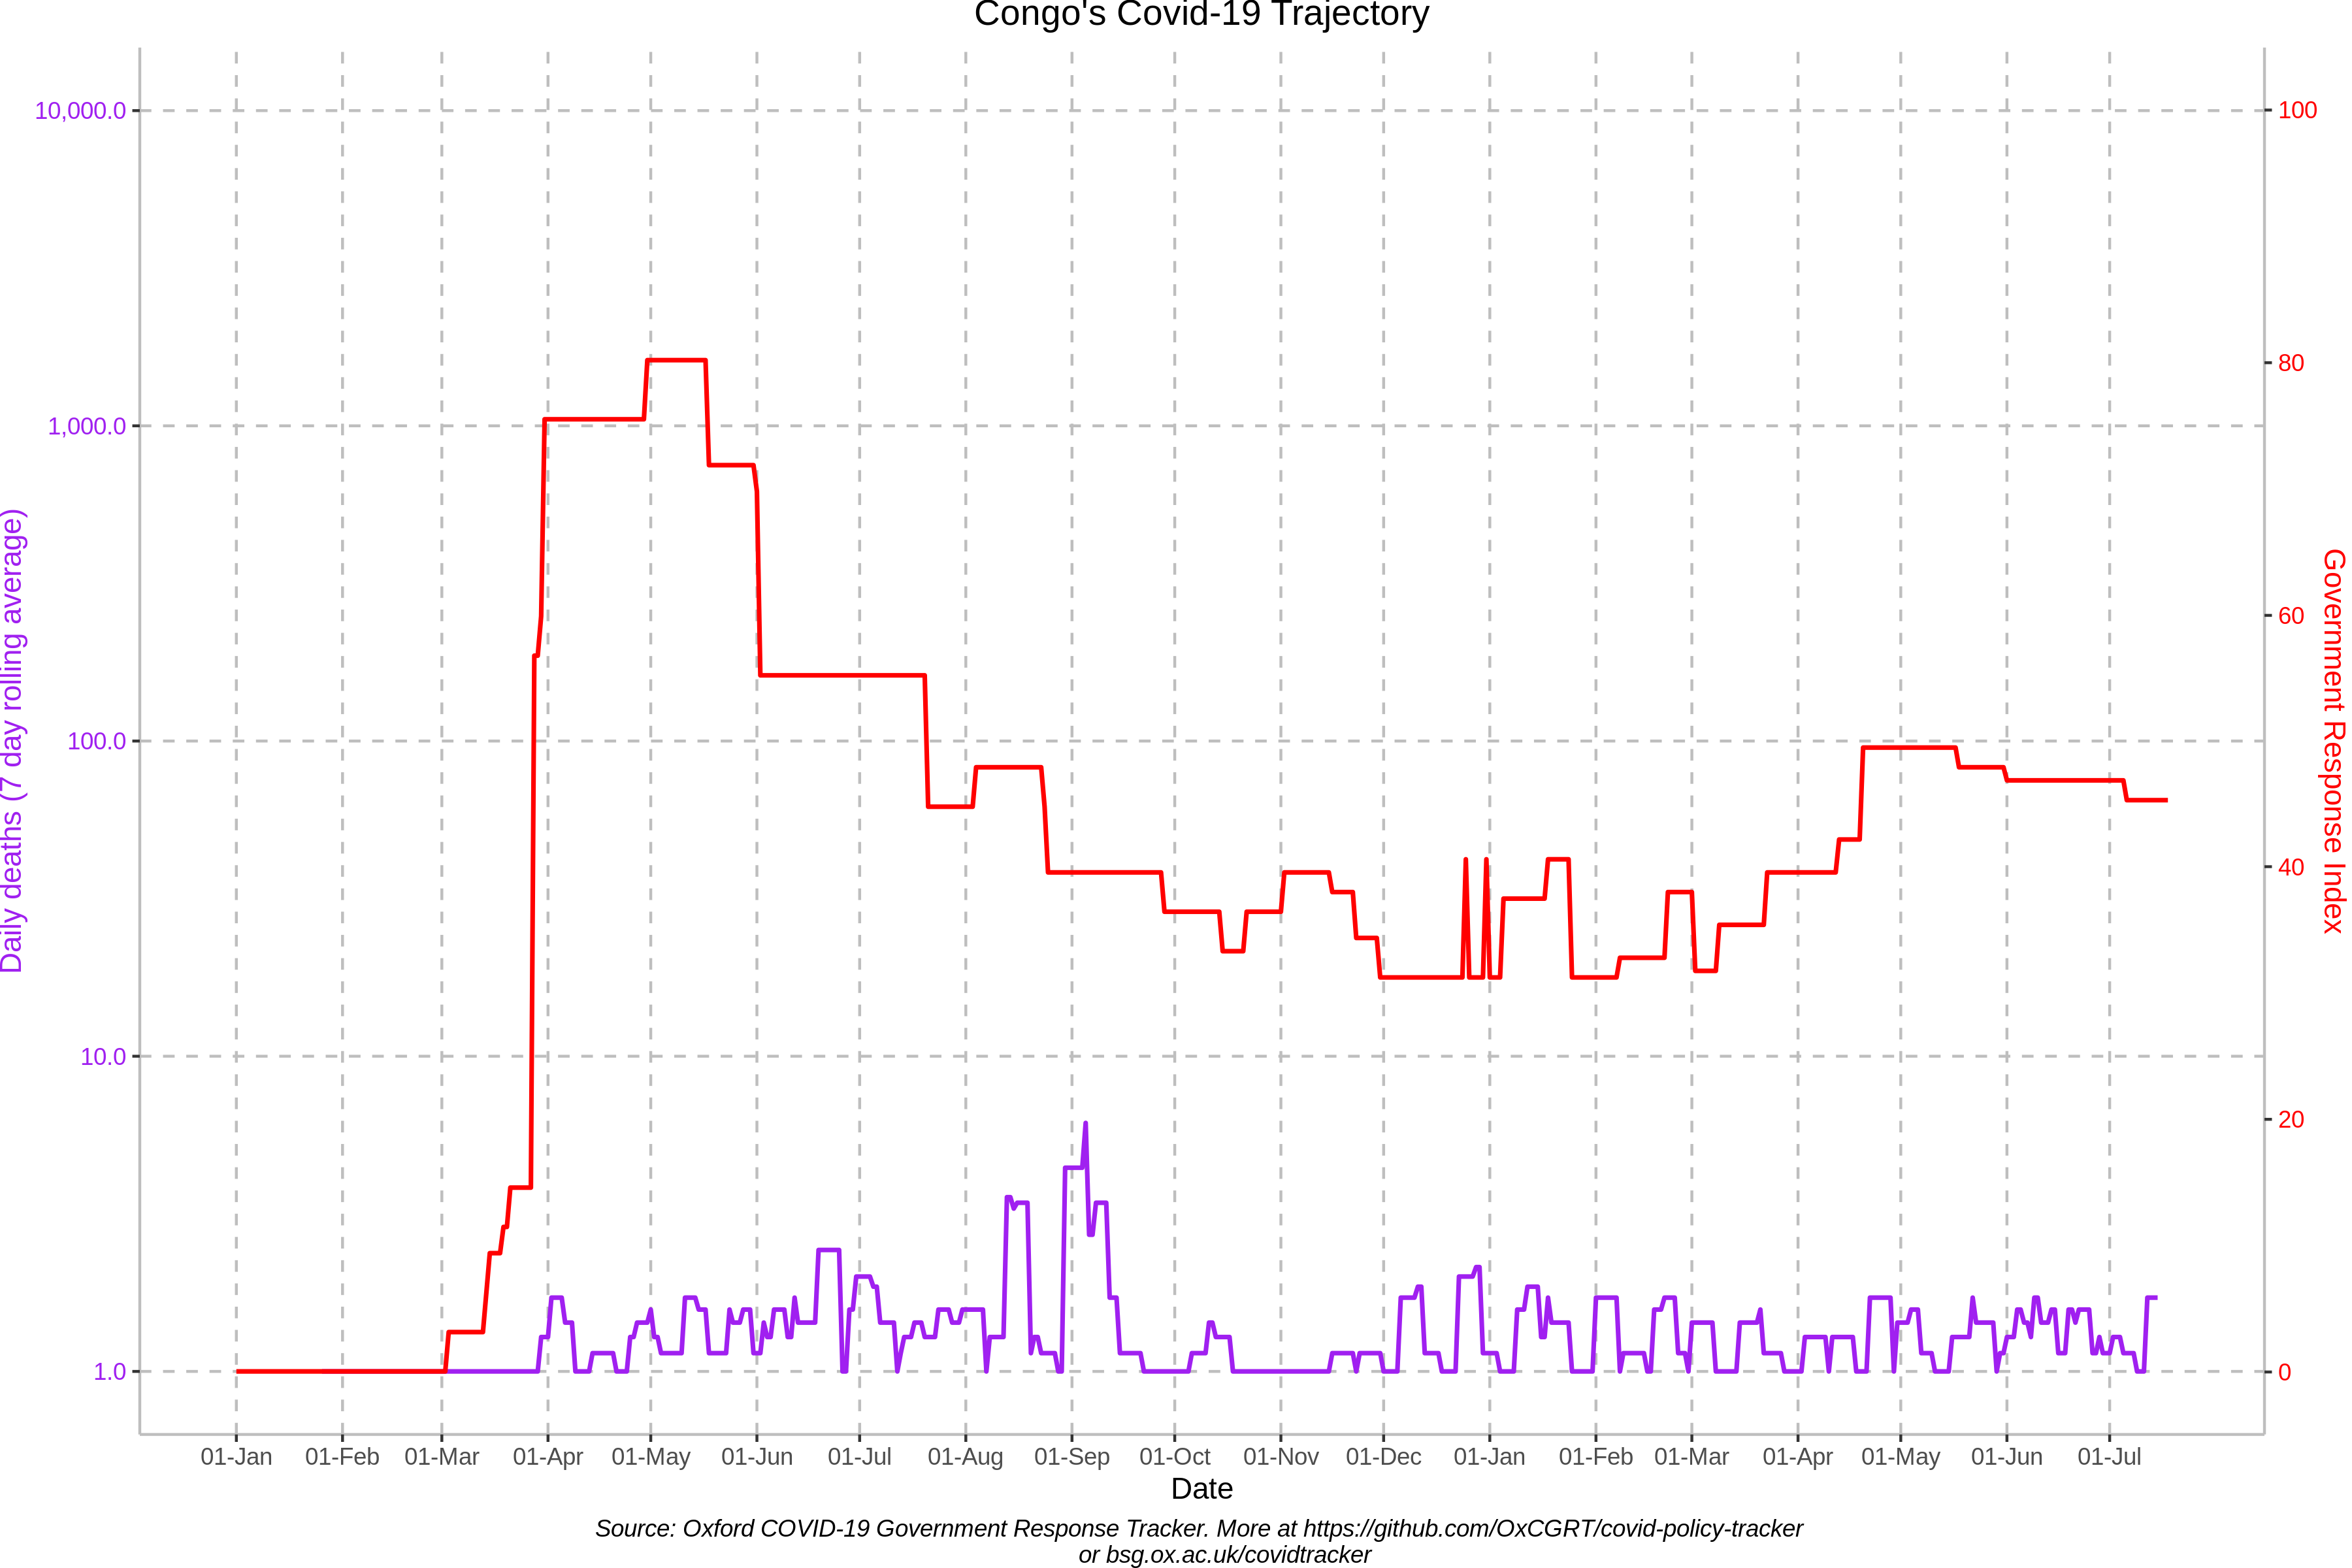 Congo's Covid-19 Trajectory
10,000.0
1,000.0
100.0
10.0
1.0
Daily deaths (7 day rolling average)
100
80
60
40
20
0
Government Response Index
01-Jan 01-Feb 01-Mar 01-Apr 01-May 01-Jun 01-Jul 01-Aug 01-Sep 01-Oct 01-Nov 01-Dec 01-Jan 01-Feb 01-Mar 01-Apr 01-May 01-Jun 01-Jul
Date
Source: Oxford COVID-19 Government Response Tracker. More at https://github.com/OxCGRT/covid-policy-tracker
or bsg.ox.ac.uk/covidtracker